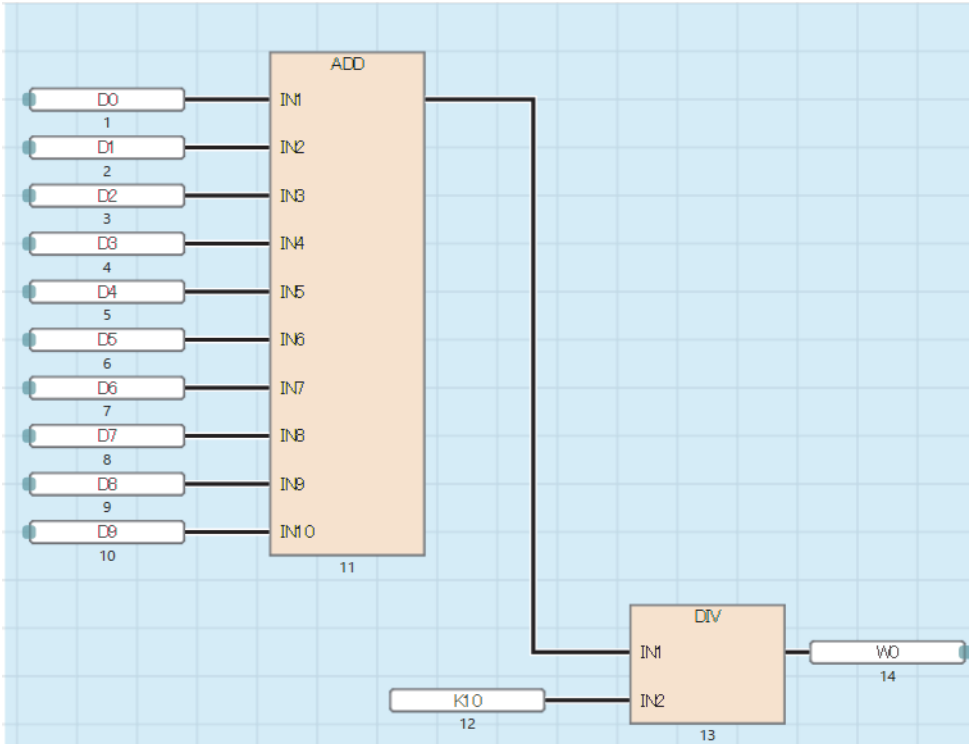 ADD
D0 IN1
1
D1 IN2
2
D2 IN3
3
D3 IN4
4
D4 IN5
5
D5 IN6
6
D6 IN7
7
D7 IN8
8
D8 IN9
9
D9 IN10
10
11
DIV
IN1 W0
14
K10 IN2
12
13